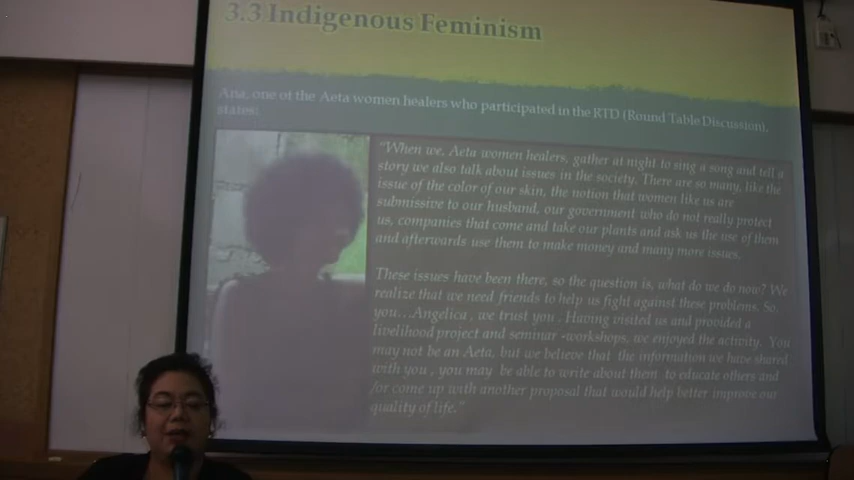 3.3 Indigenous Feminism
Ana, one of the Aeta women healers who participated in the RTD (Round Table Discussion),
states:
"When we, Aeta women healers, gather at night to sing a song and tell a
story we also talk about issues in the society. There are so many, like the
issue of the color of our skin, the notion that women like us are
submissive to our husband, our government who do not really protect
us, companies that come and take our plants and ask us the use of them
and afterwards use them to make money and many more issues.
These issues have been there, so the question is, what do we do now? We
realize that we need friends to help us fight against these problems. So,
you…Angelica , we trust you . Having visited us and provided a
livelihood project and seminar -workshops, we enjoyed the activity. You
may not be an Aeta, but we believe that the information we have shared
with you , you may be able to write about them to educate others and
/or come up with another proposal that would help better improve our
quality of life."